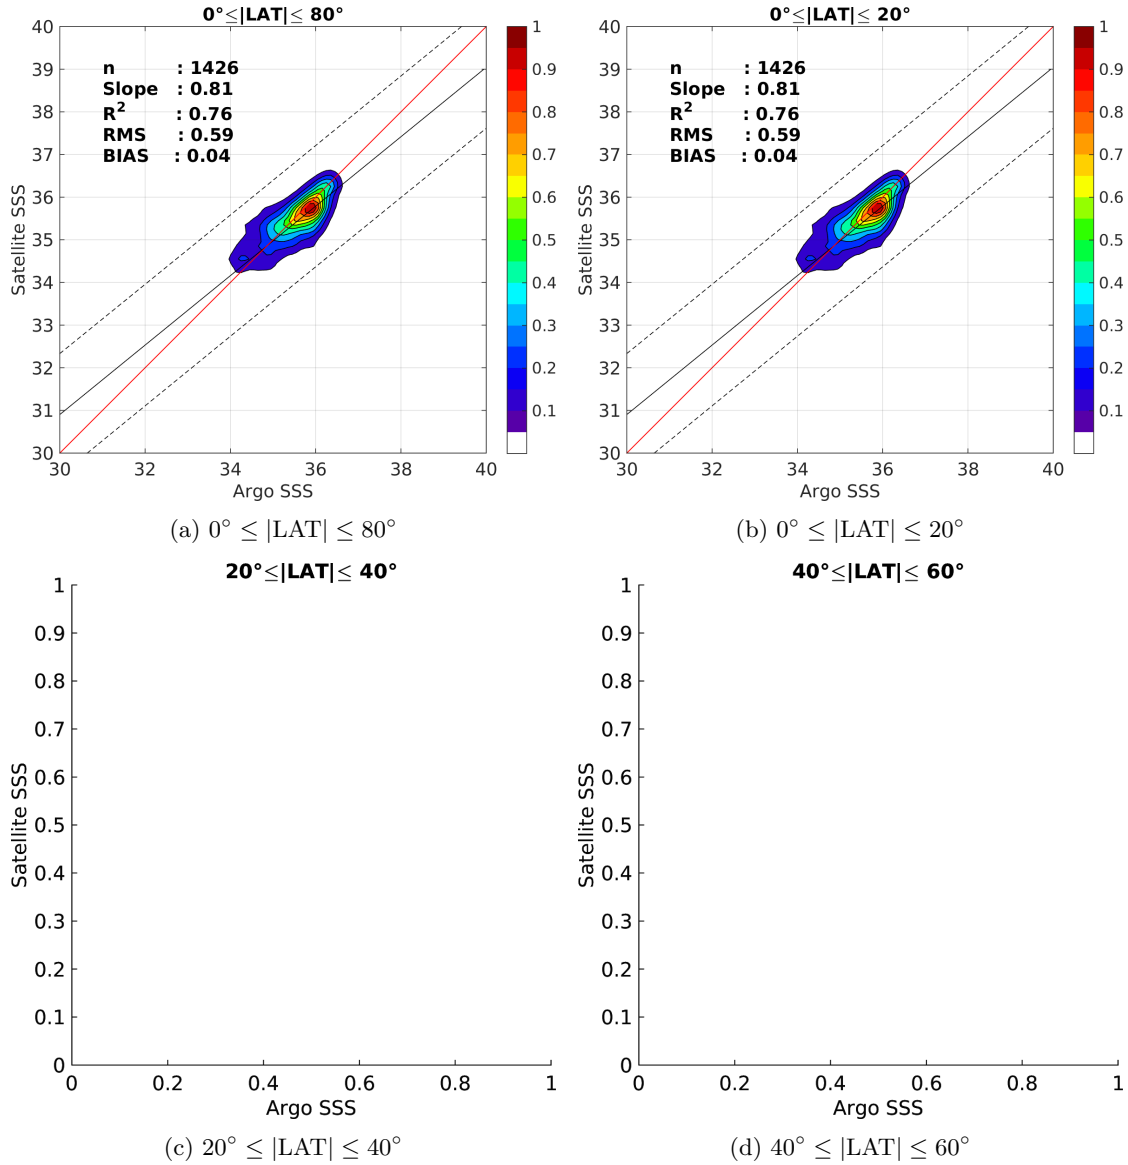 0°≤|LAT|≤ 80°
n : 1426
Slope : 0.81
R² : 0.76
RMS : 0.59
BIAS : 0.04
40
39
38
37
36
35
34
33
32
31
30
Satellite SSS
30 32 34 36 38 40
Argo SSS
1
0.9
0.8
0.7
0.6
0.5
0.4
0.3
0.2
0.1
(a) 0° ≤ |LAT| ≤ 80°
0°≤|LAT|≤ 20°
n : 1426
Slope : 0.81
R² : 0.76
RMS : 0.59
BIAS : 0.04
40
39
38
37
36
35
34
33
32
31
30
Satellite SSS
30 32 34 36 38 40
Argo SSS
1
0.9
0.8
0.7
0.6
0.5
0.4
0.3
0.2
0.1
(b) 0° ≤ |LAT| ≤ 20°
20°≤|LAT|≤ 40°
1
0.9
0.8
0.7
0.6
0.5
0.4
0.3
0.2
0.1
0
Satellite SSS
0 0.2 0.4 0.6 0.8 1
Argo SSS
(c) 20° ≤ |LAT| ≤ 40°
40°≤|LAT|≤ 60°
1
0.9
0.8
0.7
0.6
0.5
0.4
0.3
0.2
0.1
0
Satellite SSS
0 0.2 0.4 0.6 0.8 1
Argo SSS
(d) 40° ≤ |LAT| ≤ 60°